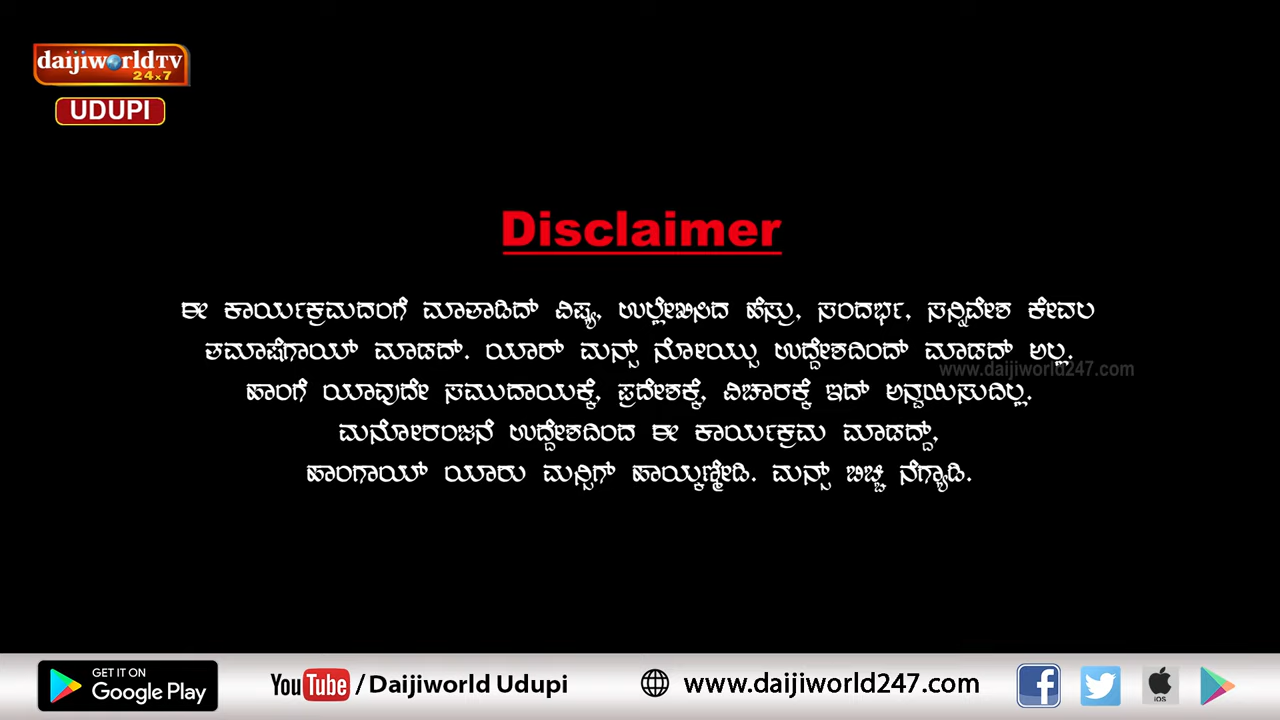 daijiworldTV
24x7
UDUPI
Disclaimer
ಈ ಕಾರ್ಯಕ್ರಮದಂಗೆ ಮಾತಾಡಿದ್ ವಿಷ್ಯ, ಉಲ್ಲೇಖಿಸಿದ ಹೆಸ್ರು, ಸಂದರ್ಭ, ಸನ್ನಿವೇಶ ಕೇವಲ
ತಮಾಷೆಗಾಯ್ ಮಾಡದ್. ಯಾರ್ ಮನ್ಸ್ ನೋಯ್ಸು ಉದ್ದೇಶದಿಂದ್ ಮಾಡದ್ ಅಲ್ಲ.
www.daijiworld247.com
ಹಾಂಗೆ ಯಾವುದೇ ಸಮುದಾಯಕ್ಕೆ, ಪ್ರದೇಶಕ್ಕೆ, ವಿಚಾರಕ್ಕೆ ಇದ್ ಅನ್ವಯಿಸುದಿಲ್ಲ.
ಮನೋರಂಜನೆ ಉದ್ದೇಶದಿಂದ ಈ ಕಾರ್ಯಕ್ರಮ ಮಾಡದ್ದ್,
ಹಾಂಗಾಯ್ ಯಾರು ಮನ್ಸಿಗ್ ಹಾಯ್ಕಣ್ಬೇಡಿ. ಮನ್ಸ್ ಬಿಚ್ಚಿ ನೆಗ್ಯಾಡಿ.
GET IT ON
Google Play
YouTube / Daijiworld Udupi
www.daijiworld247.com
iOS